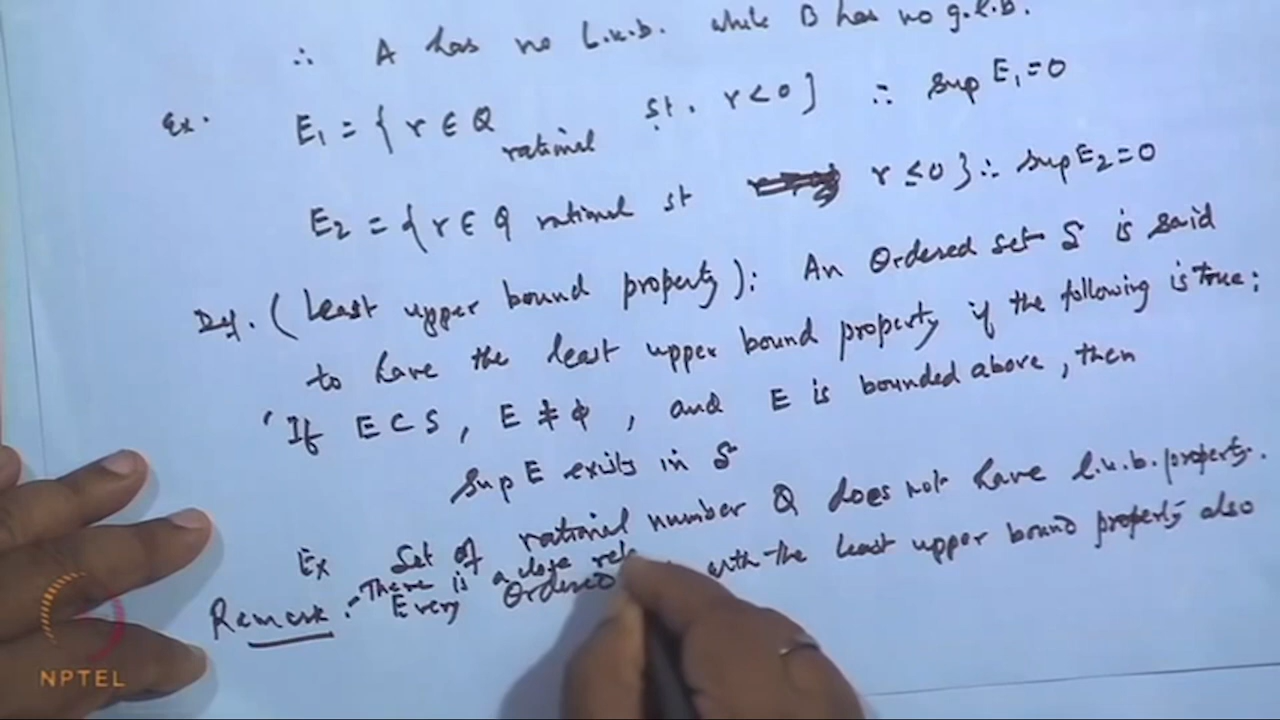 ∴ A has no l.u.b. while B has no g.l.b.
Ex. E₁ = { r ∈ Q rational st. r < 0 } ∴ sup E₁ = 0
E₂ = { r ∈ Q rational st r ≤ 0 } ∴ sup E₂ = 0
Def. (Least upper bound property): An Ordered set S is said
to have the least upper bound property if the following is true:
'If E ⊂ S, E ≠ φ, and E is bounded above, then
sup E exists in S
Ex Set of rational number Q does not have l.u.b. property.
Remark: "There is a close
Every Ordered with the least upper bound property also
NPTEL